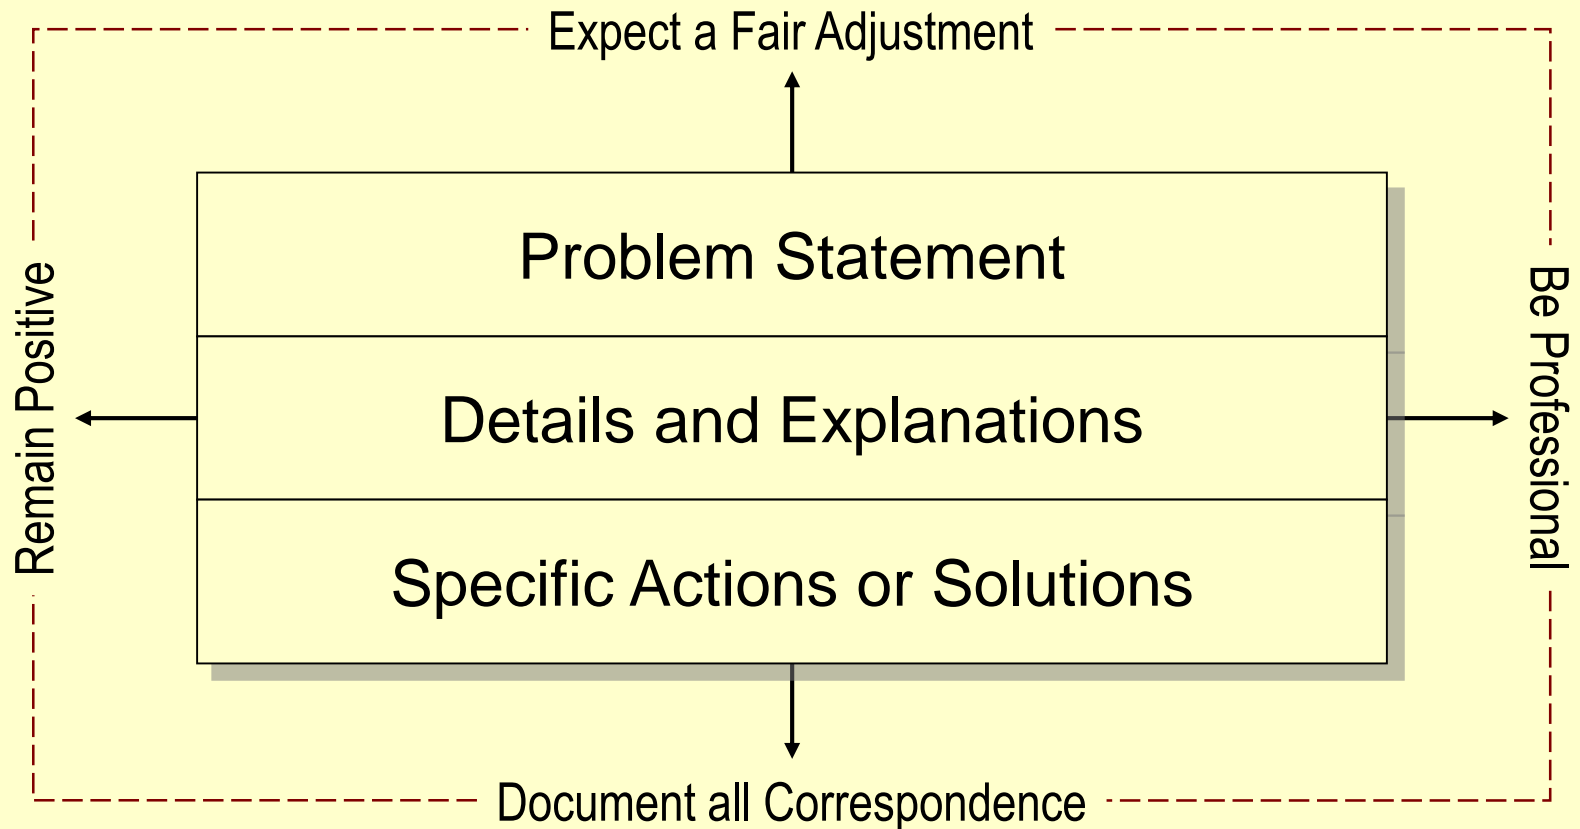 Expect a Fair Adjustment
Problem Statement
Remain Positive
Details and Explanations
Be Professional
Specific Actions or Solutions
Document all Correspondence